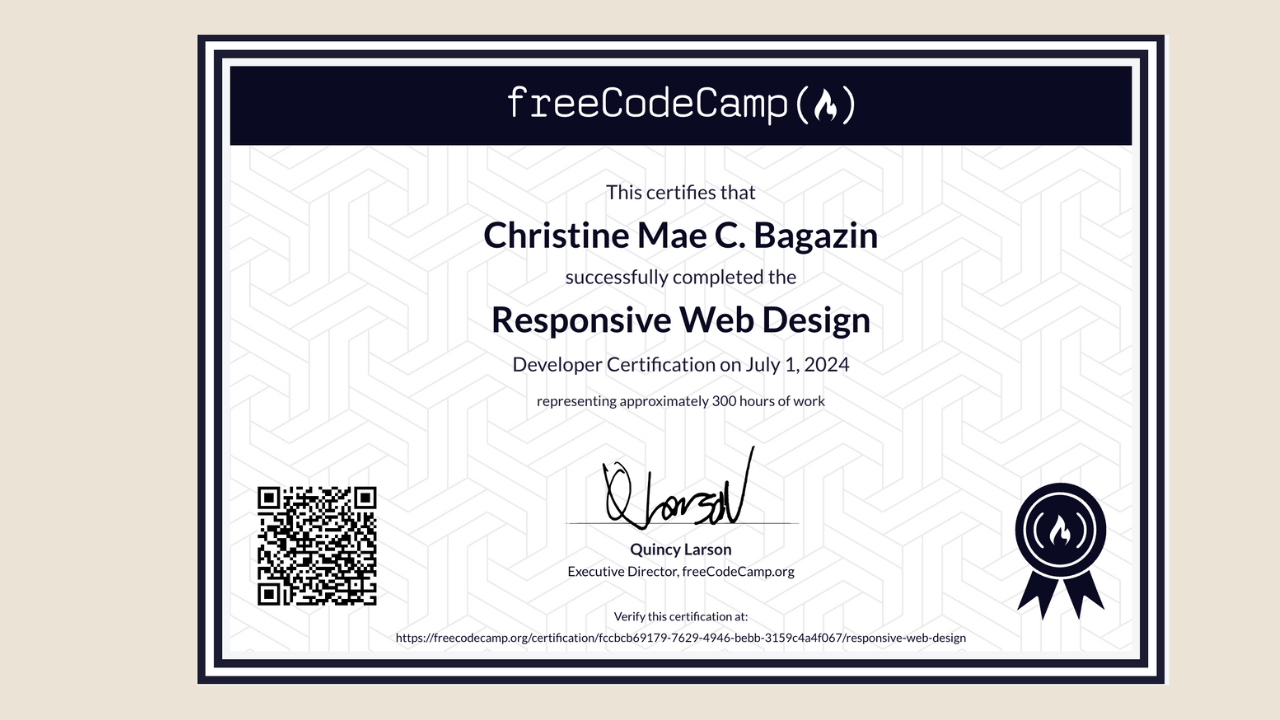 freeCodeCamp(🔥)
This certifies that
Christine Mae C. Bagazin
successfully completed the
Responsive Web Design
Developer Certification on July 1, 2024
representing approximately 300 hours of work
QLarson
Quincy Larson
Executive Director, freeCodeCamp.org
Verify this certification at:
https://freecodecamp.org/certification/fccbcb69179-7629-4946-bebb-3159c4a4f067/responsive-web-design